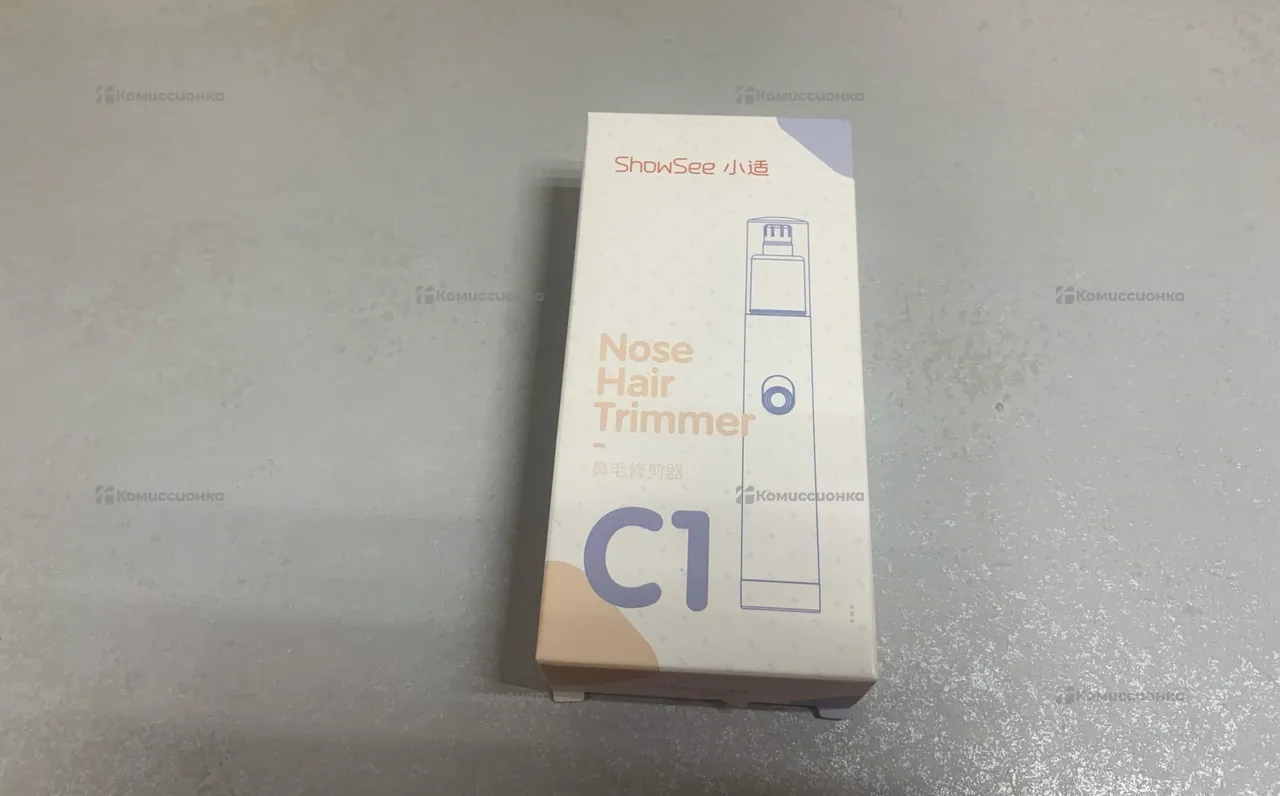 Комиссионка
Комиссионка
ShowSee 小适
Комиссионка
Комиссионка
Nose
Hair
Trimmer
-
鼻毛修剪器
Комиссионка
Комиссионка
C1
Комиссионка